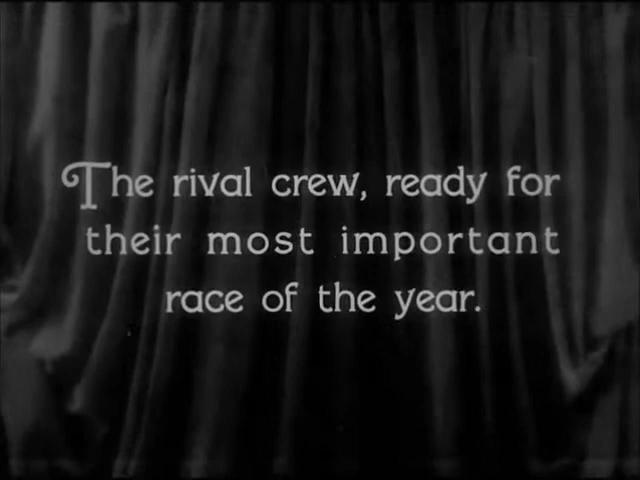 The rival crew, ready for
their most important
race of the year.